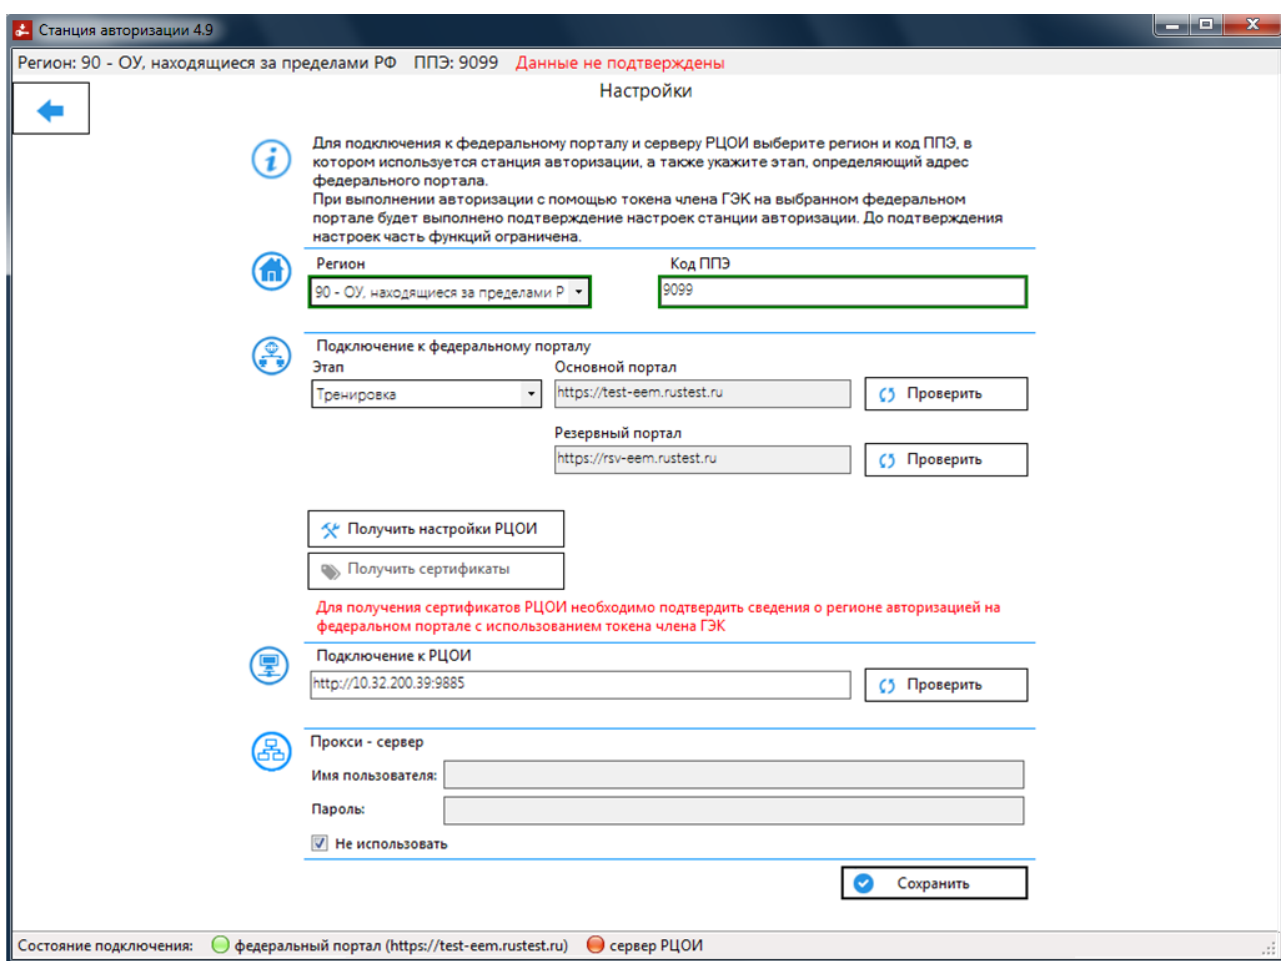 Станция авторизации 4.9
Регион: 90 - ОУ, находящиеся за пределами РФ ППЭ: 9099 Данные не подтверждены
Настройки
Для подключения к федеральному порталу и серверу РЦОИ выберите регион и код ППЭ, в
котором используется станция авторизации, а также укажите этап, определяющий адрес
федерального портала.
При выполнении авторизации с помощью токена члена ГЭК на выбранном федеральном
портале будет выполнено подтверждение настроек станции авторизации. До подтверждения
настроек часть функций ограничена.
Регион Код ППЭ
90 - ОУ, находящиеся за пределами Р 9099
Подключение к федеральному порталу
Этап Основной портал
Тренировка https://test-eem.rustest.ru Проверить
Резервный портал
https://rsv-eem.rustest.ru Проверить
Получить настройки РЦОИ
Получить сертификаты
Для получения сертификатов РЦОИ необходимо подтвердить сведения о регионе авторизацией на
федеральном портале с использованием токена члена ГЭК
Подключение к РЦОИ
http://10.32.200.39:9885 Проверить
Прокси - сервер
Имя пользователя:
Пароль:
Не использовать
Сохранить
Состояние подключения: федеральный портал (https://test-eem.rustest.ru) сервер РЦОИ